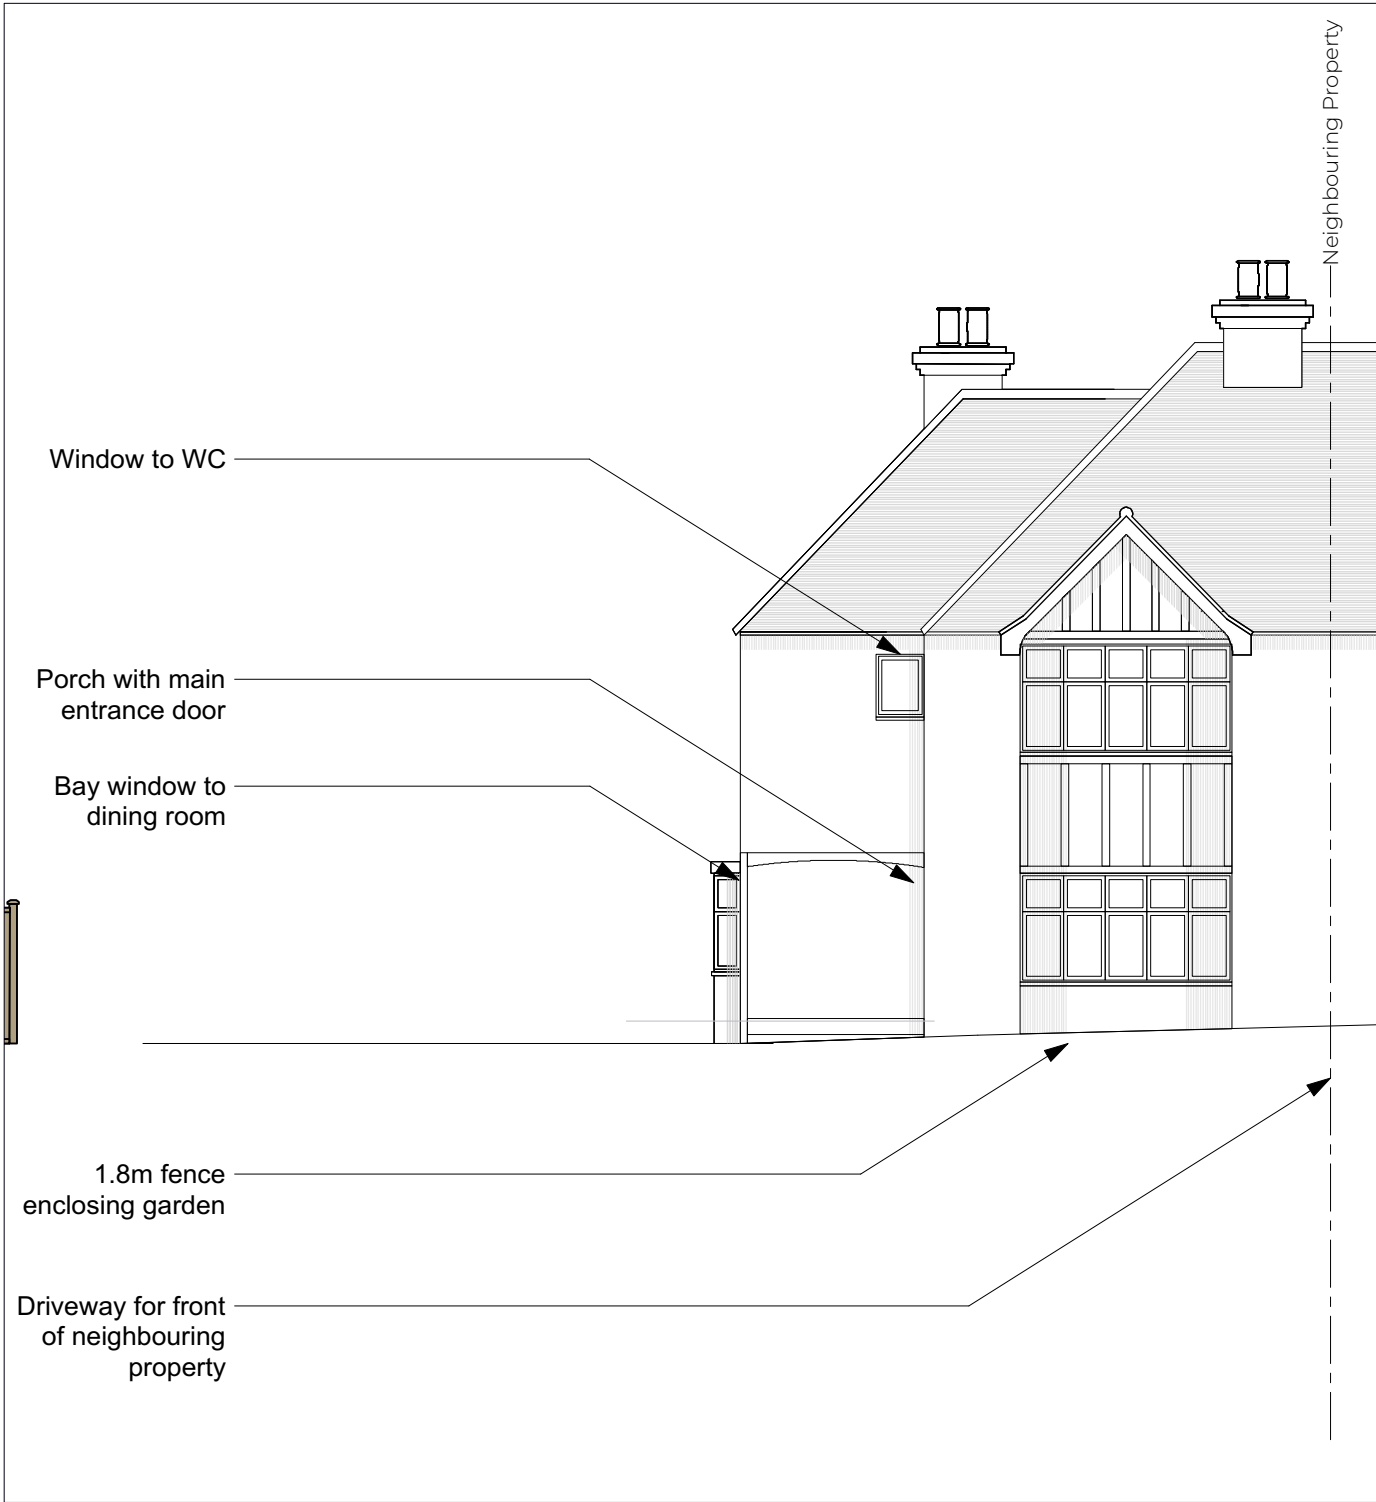 Neighbouring Property
Window to WC
Porch with main
entrance door
Bay window to
dining room
1.8m fence
enclosing garden
Driveway for front
of neighbouring
property